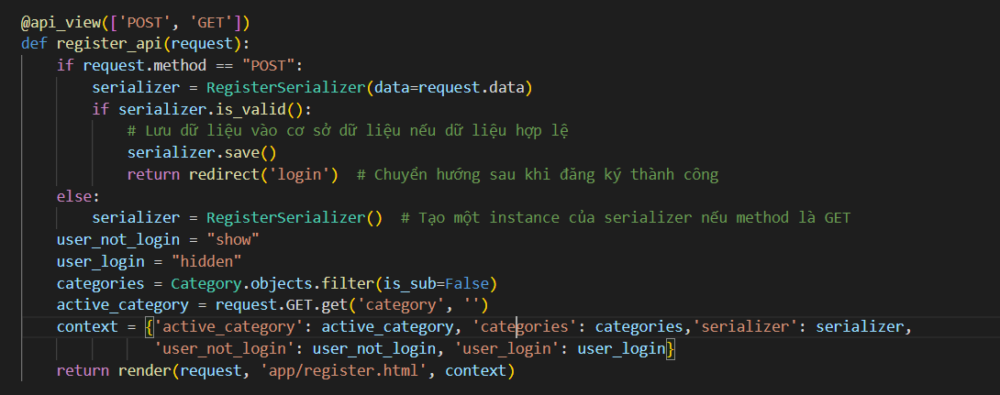 @api_view(['POST', 'GET'])
def register_api(request):
    if request.method == "POST":
        serializer = RegisterSerializer(data=request.data)
        if serializer.is_valid():
            # Lưu dữ liệu vào cơ sở dữ liệu nếu dữ liệu hợp lệ
            serializer.save()
            return redirect('login')  # Chuyển hướng sau khi đăng ký thành công
    else:
        serializer = RegisterSerializer()  # Tạo một instance của serializer nếu method là GET
    user_not_login = "show"
    user_login = "hidden"
    categories = Category.objects.filter(is_sub=False)
    active_category = request.GET.get('category', '')
    context = {'active_category': active_category, 'categories': categories,'serializer': serializer,
               'user_not_login': user_not_login, 'user_login': user_login}
    return render(request, 'app/register.html', context)